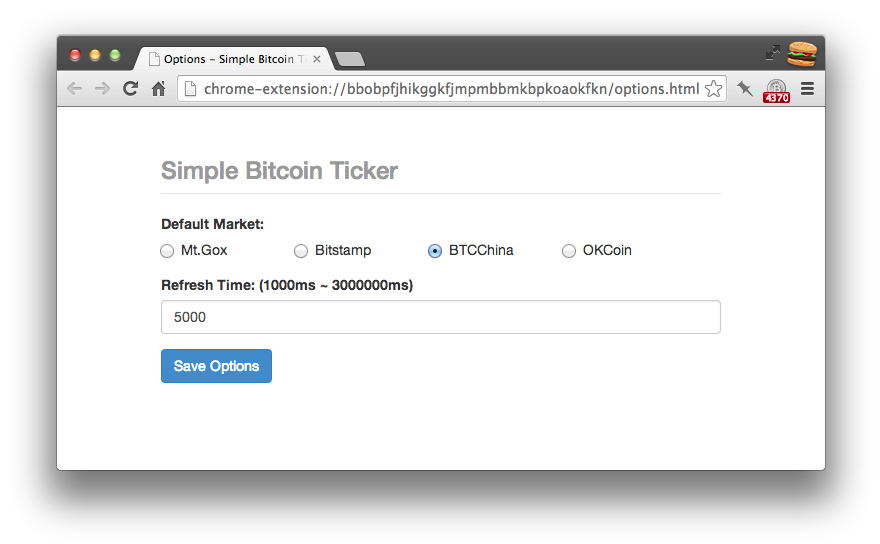 Options – Simple Bitcoin Ti
chrome-extension://bbobpfjhikggkfjmpmbbmkbpkoaokfkn/options.html
4370
Simple Bitcoin Ticker
Default Market:
Mt.Gox Bitstamp BTCChina OKCoin
Refresh Time: (1000ms ~ 3000000ms)
5000
Save Options